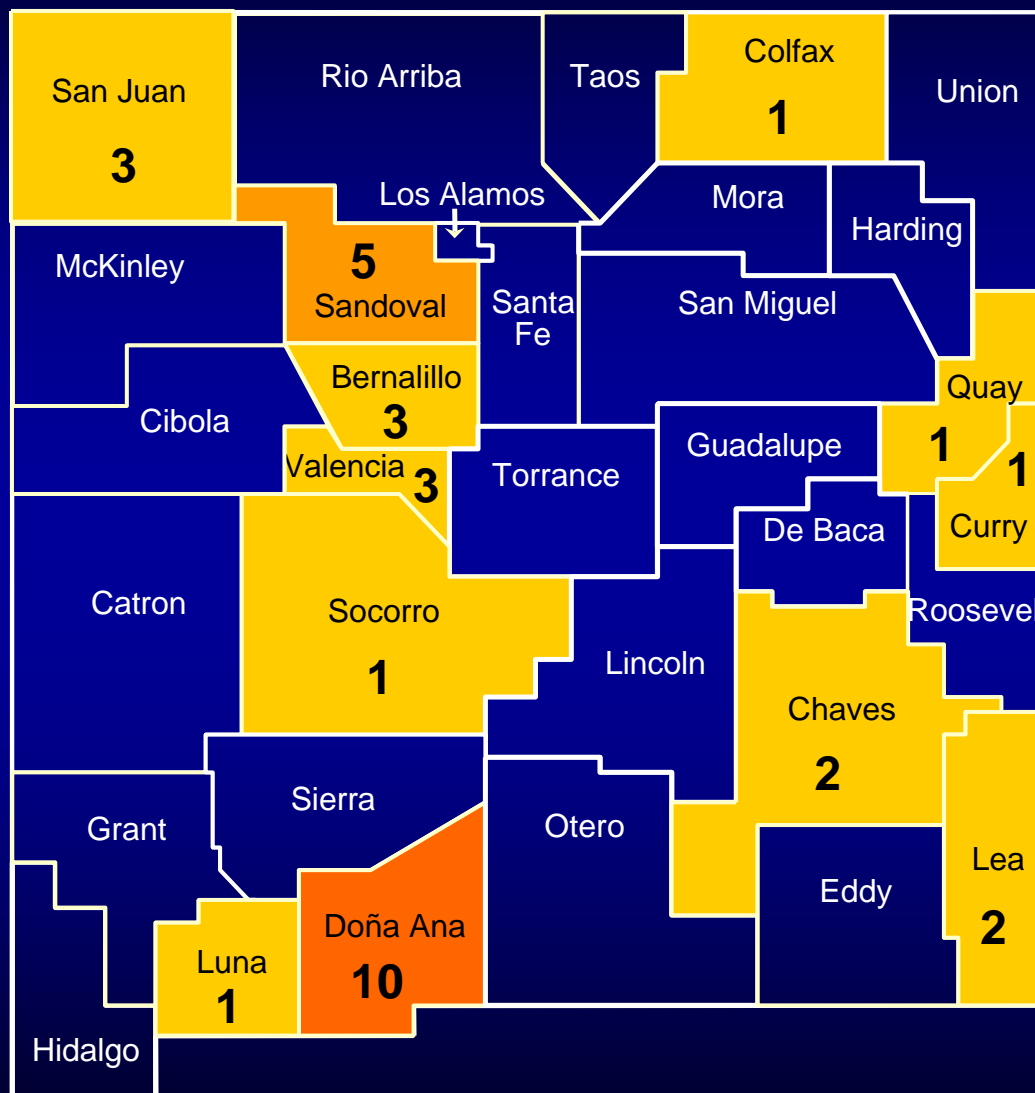 San Juan
3
Rio Arriba
Taos
Colfax
1
Union
Los Alamos
Mora
Harding
McKinley
5
Sandoval
Santa
Fe
San Miguel
Bernalillo
3
Quay
1
Cibola
Valencia
3
Torrance
Guadalupe
1
Curry
De Baca
Catron
Socorro
1
Roosevel
Lincoln
Chaves
2
Sierra
Grant
Otero
Eddy
Lea
2
Doña Ana
10
Luna
1
Hidalgo